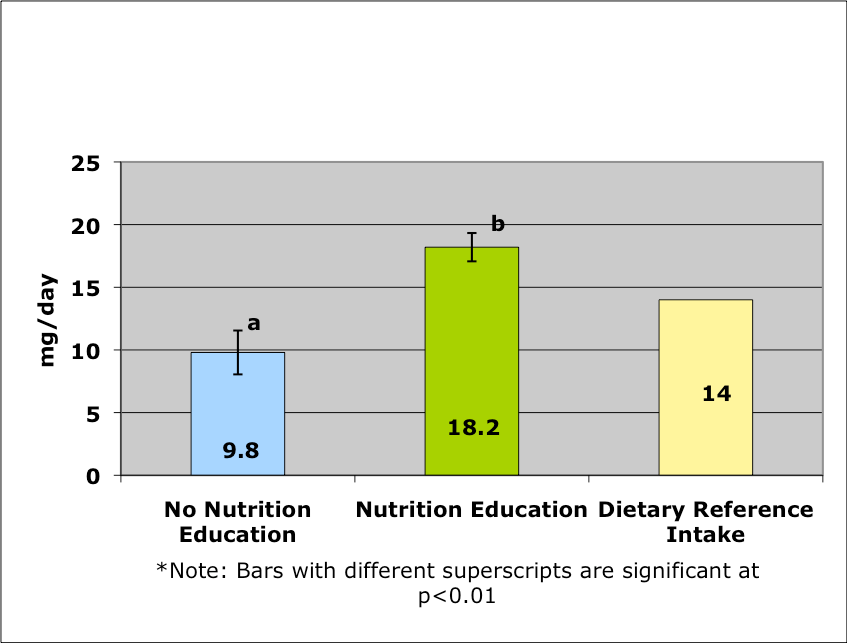 25
20
15
10
5
0
mg/day
a
b
9.8
18.2
14
No Nutrition
Education
Nutrition Education
Dietary Reference
Intake
*Note: Bars with different superscripts are significant at
p<0.01